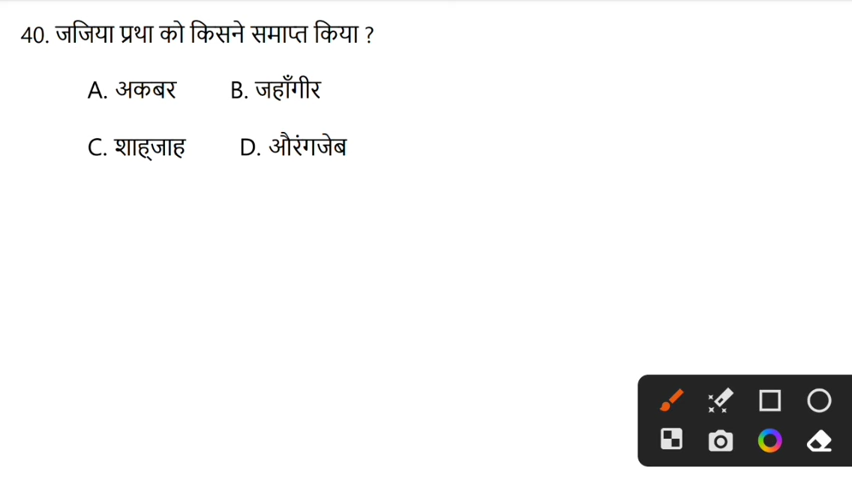 40. जजिया प्रथा को किसने समाप्त किया ?
A. अकबर B. जहाँगीर
C. शाह्जाह D. औरंगजेब